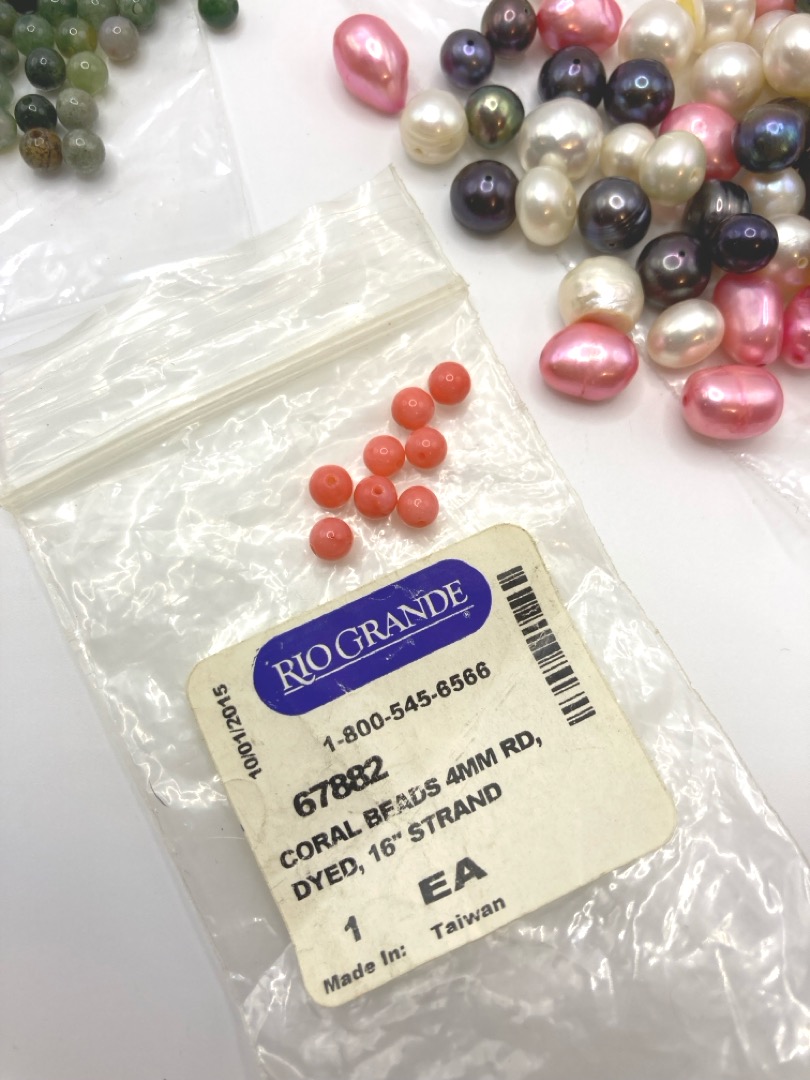 RIO GRANDE®
10/01/2015
1-800-545-6566
67882
CORAL BEADS 4MM RD,
DYED, 16" STRAND
1 EA
Made In: Taiwan